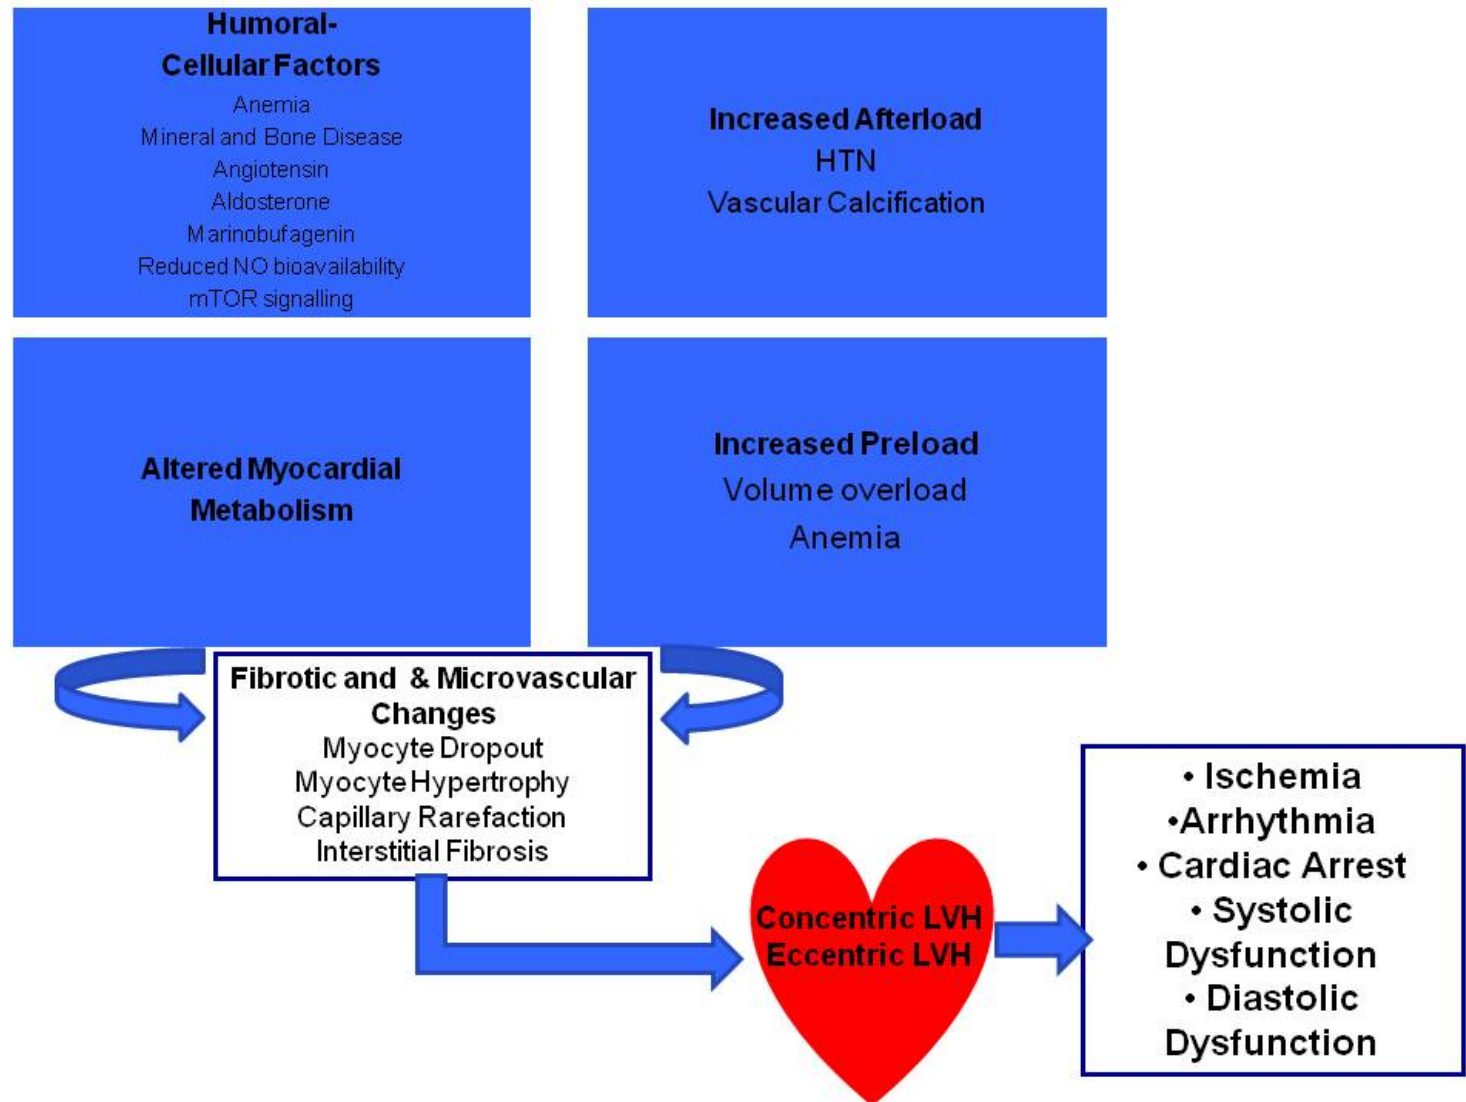 Humoral-
Cellular Factors
Anemia
Mineral and Bone Disease
Angiotensin
Aldosterone
Marinobufagenin
Reduced NO bioavailability
mTOR signalling
Increased Afterload
HTN
Vascular Calcification
Altered Myocardial
Metabolism
Increased Preload
Volume overload
Anemia
Fibrotic and & Microvascular
Changes
Myocyte Dropout
Myocyte Hypertrophy
Capillary Rarefaction
Interstitial Fibrosis
Concentric LVH
Eccentric LVH
• Ischemia
•Arrhythmia
• Cardiac Arrest
• Systolic
Dysfunction
• Diastolic
Dysfunction